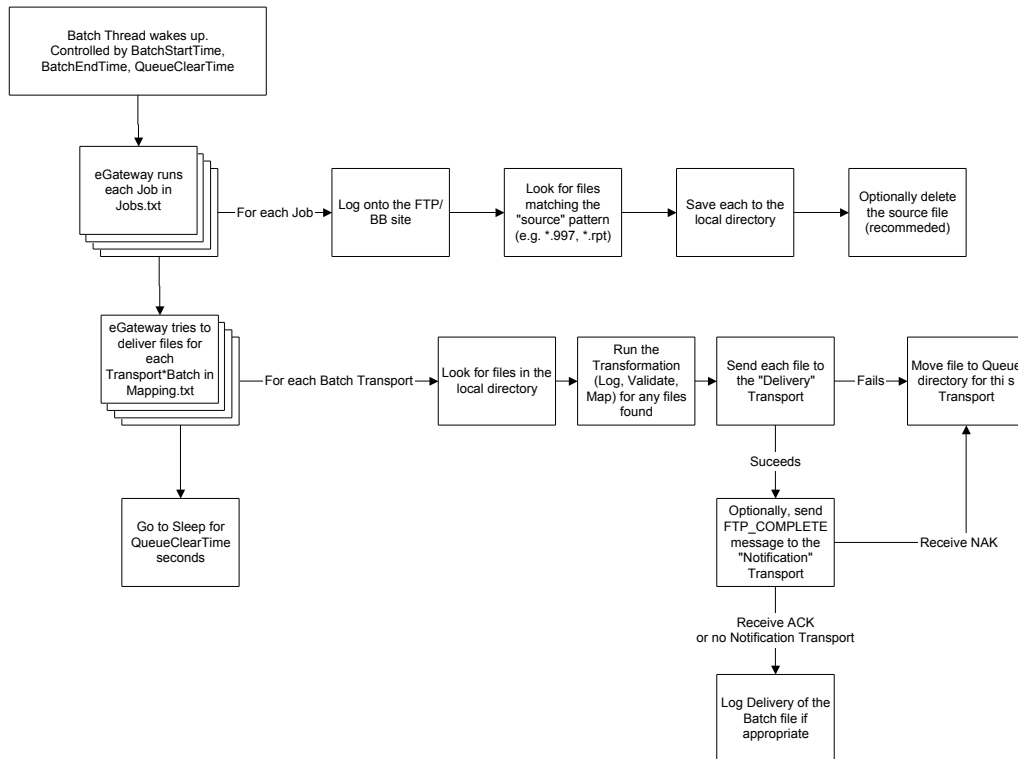 Batch Thread wakes up.
Controlled by BatchStartTime,
BatchEndTime, QueueClearTime
eGateway runs
each Job in
Jobs.txt
For each Job
Log onto the FTP/
BB site
Look for files
matching the
"source" pattern
(e.g. *.997, *.rpt)
Save each to the
local directory
Optionally delete
the source file
(recommeded)
eGateway tries to
deliver files for
each
Transport*Batch in
Mapping.txt
For each Batch Transport
Look for files in the
local directory
Run the
Transformation
(Log, Validate,
Map) for any files
found
Send each file to
the "Delivery"
Transport
Fails
Move file to Queue
directory for thi s
Transport
Suceeds
Go to Sleep for
QueueClearTime
seconds
Optionally, send
FTP_COMPLETE
message to the
"Notification"
Transport
Receive NAK
Receive ACK
or no Notification Transport
Log Delivery of the
Batch file if
appropriate